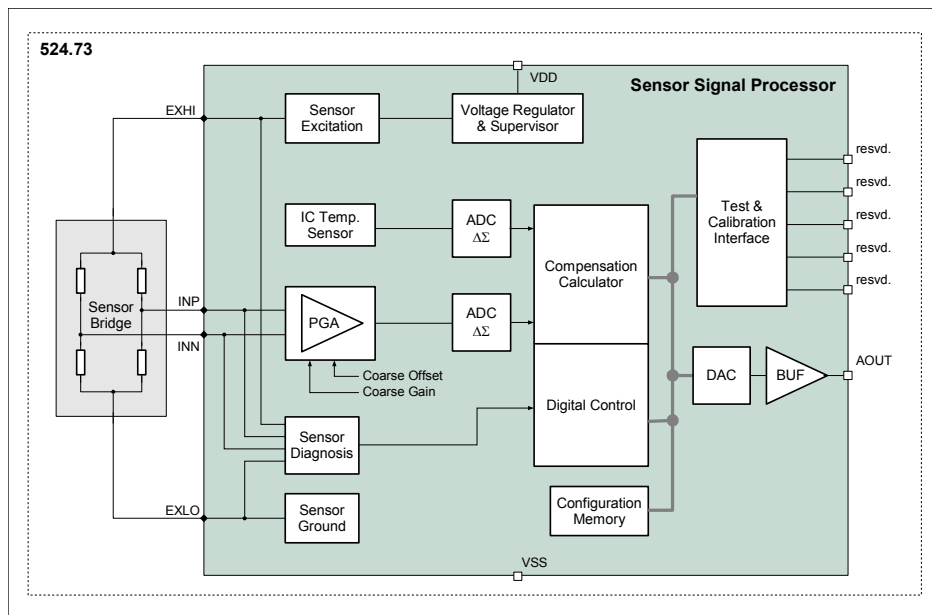 524.73
VDD
Sensor Signal Processor
EXHI
Sensor
Excitation
Voltage Regulator
& Supervisor
resvd.
resvd.
resvd.
resvd.
resvd.
Test &
Calibration
Interface
IC Temp.
Sensor
ADC
ΔΣ
Compensation
Calculator
Sensor
Bridge
INP
INN
PGA
ADC
ΔΣ
Coarse Offset
Coarse Gain
Digital Control
DAC
BUF
AOUT
Sensor
Diagnosis
EXLO
Sensor
Ground
Configuration
Memory
VSS